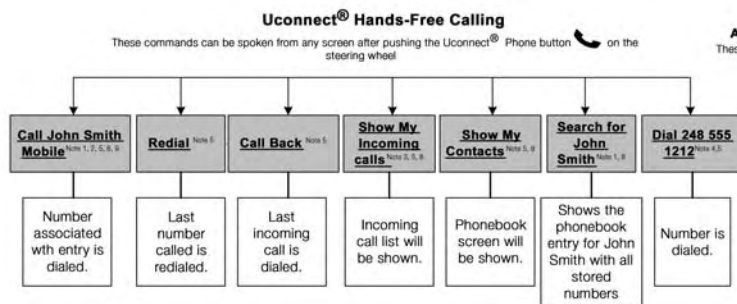 Uconnect® Hands-Free Calling
These commands can be spoken from any screen after pushing the Uconnect® Phone button on the
steering wheel
A
Thes
Call John Smith
Mobile Note 1, 2, 5, 8, 9
Redial Note 5
Call Back Note 5
Show My
Incoming
calls Note 3, 5, 8
Show My
Contacts Note 5, 8
Search for
John
Smith Note 1, 8
Dial 248 555
1212 Note 4,5
Number
associated
wth entry is
dialed.
Last
number
called is
redialed.
Last
incoming
call is
dialed.
Incoming
call list will
be shown.
Phonebook
screen will
be shown.
Shows the
phonebook
entry for John
Smith with all
stored
numbers
Number is
dialed.